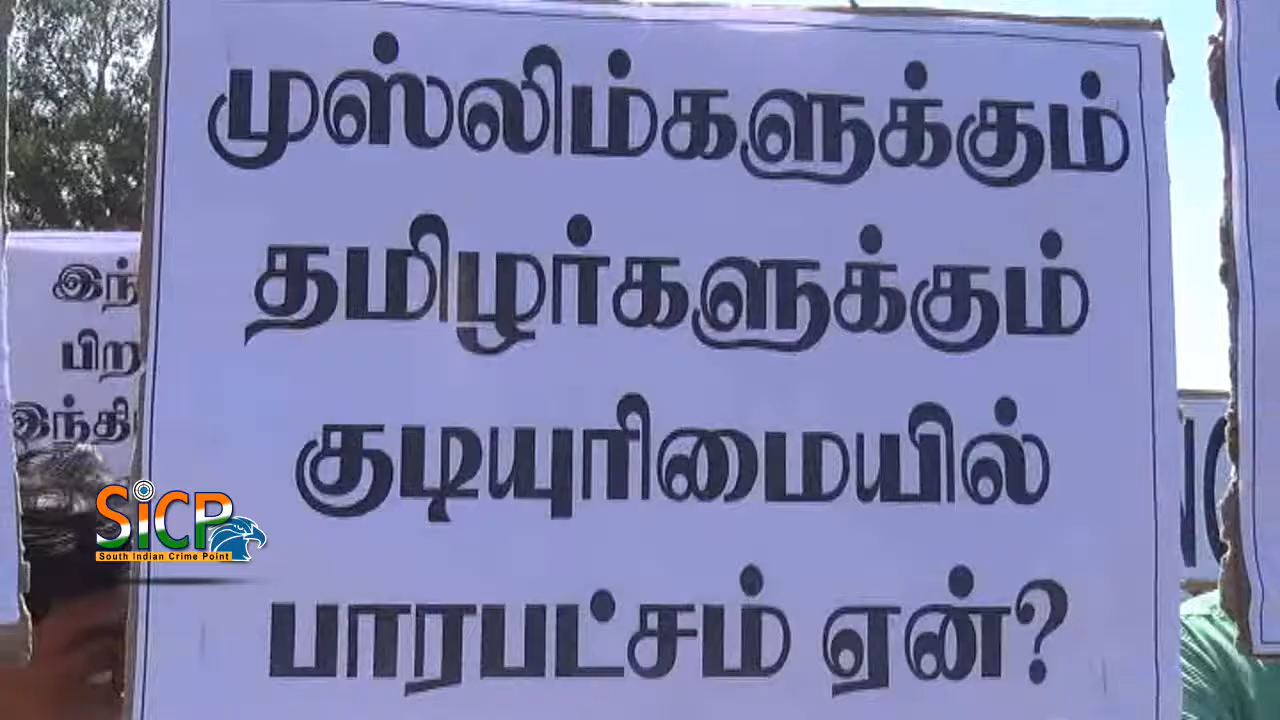 முஸ்லிம்களுக்கும்
தமிழர்களுக்கும்
குடியுரிமையில்
பாரபட்சம் ஏன்?
SiCP
South Indian Crime Point